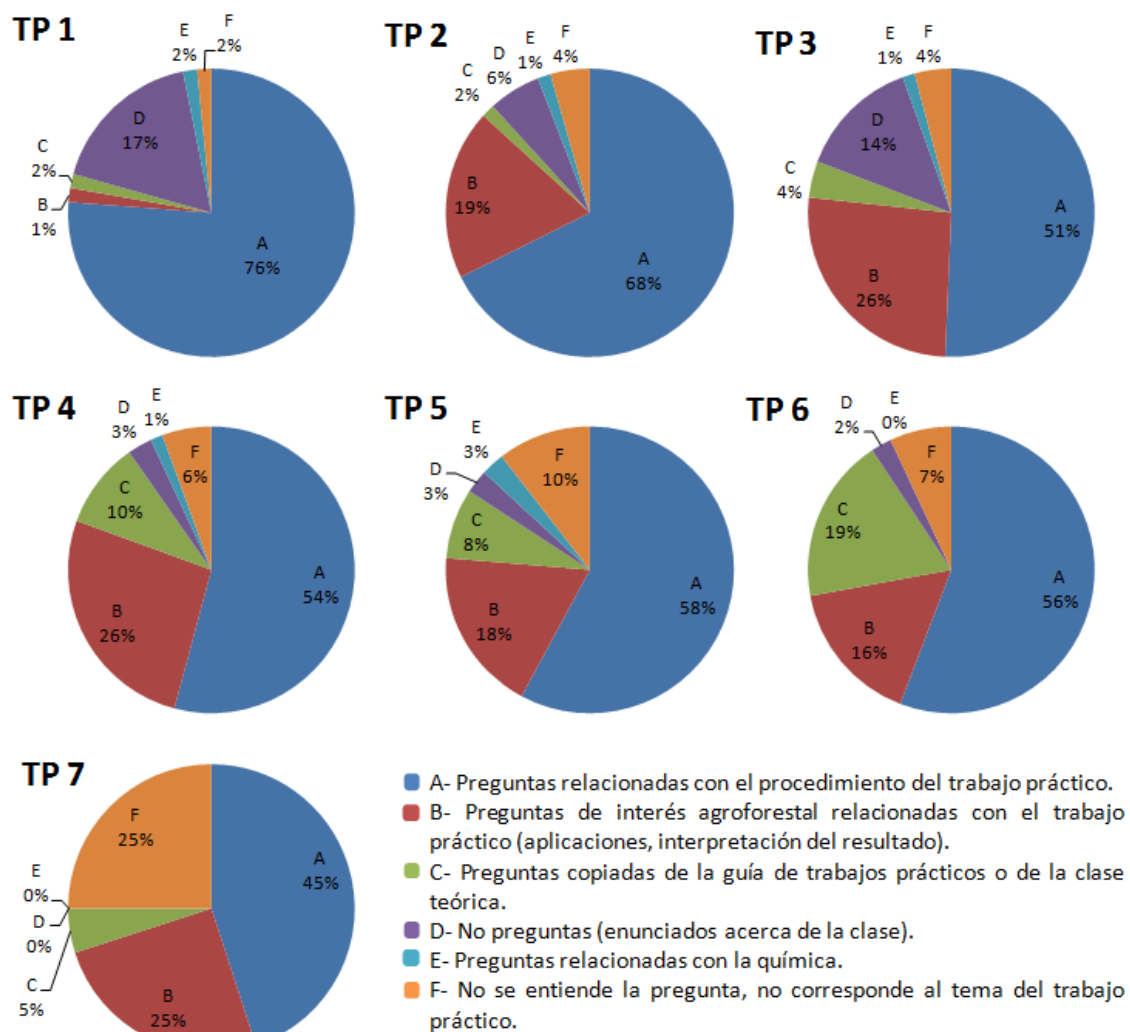 TP 1
E
2%
F
2%
D
17%
C
2%
B
1%
A
76%
TP 2
C
2%
D
6%
E
1%
F
4%
B
19%
A
68%
TP 3
E
1%
F
4%
D
14%
C
4%
B
26%
A
51%
TP 4
D
3%
E
1%
F
6%
C
10%
B
26%
A
54%
TP 5
E
3%
D
3%
F
10%
C
8%
B
18%
A
58%
TP 6
D
2%
E
0%
F
7%
C
19%
B
16%
A
56%
TP 7
F
25%
A
45%
E
0%
D
0%
C
5%
B
25%
A- Preguntas relacionadas con el procedimiento del trabajo práctico.
B- Preguntas de interés agroforestal relacionadas con el trabajo
práctico (aplicaciones, interpretación del resultado).
C- Preguntas copiadas de la guía de trabajos prácticos o de la clase
teórica.
D- No preguntas (enunciados acerca de la clase).
E- Preguntas relacionadas con la química.
F- No se entiende la pregunta, no corresponde al tema del trabajo
práctico.